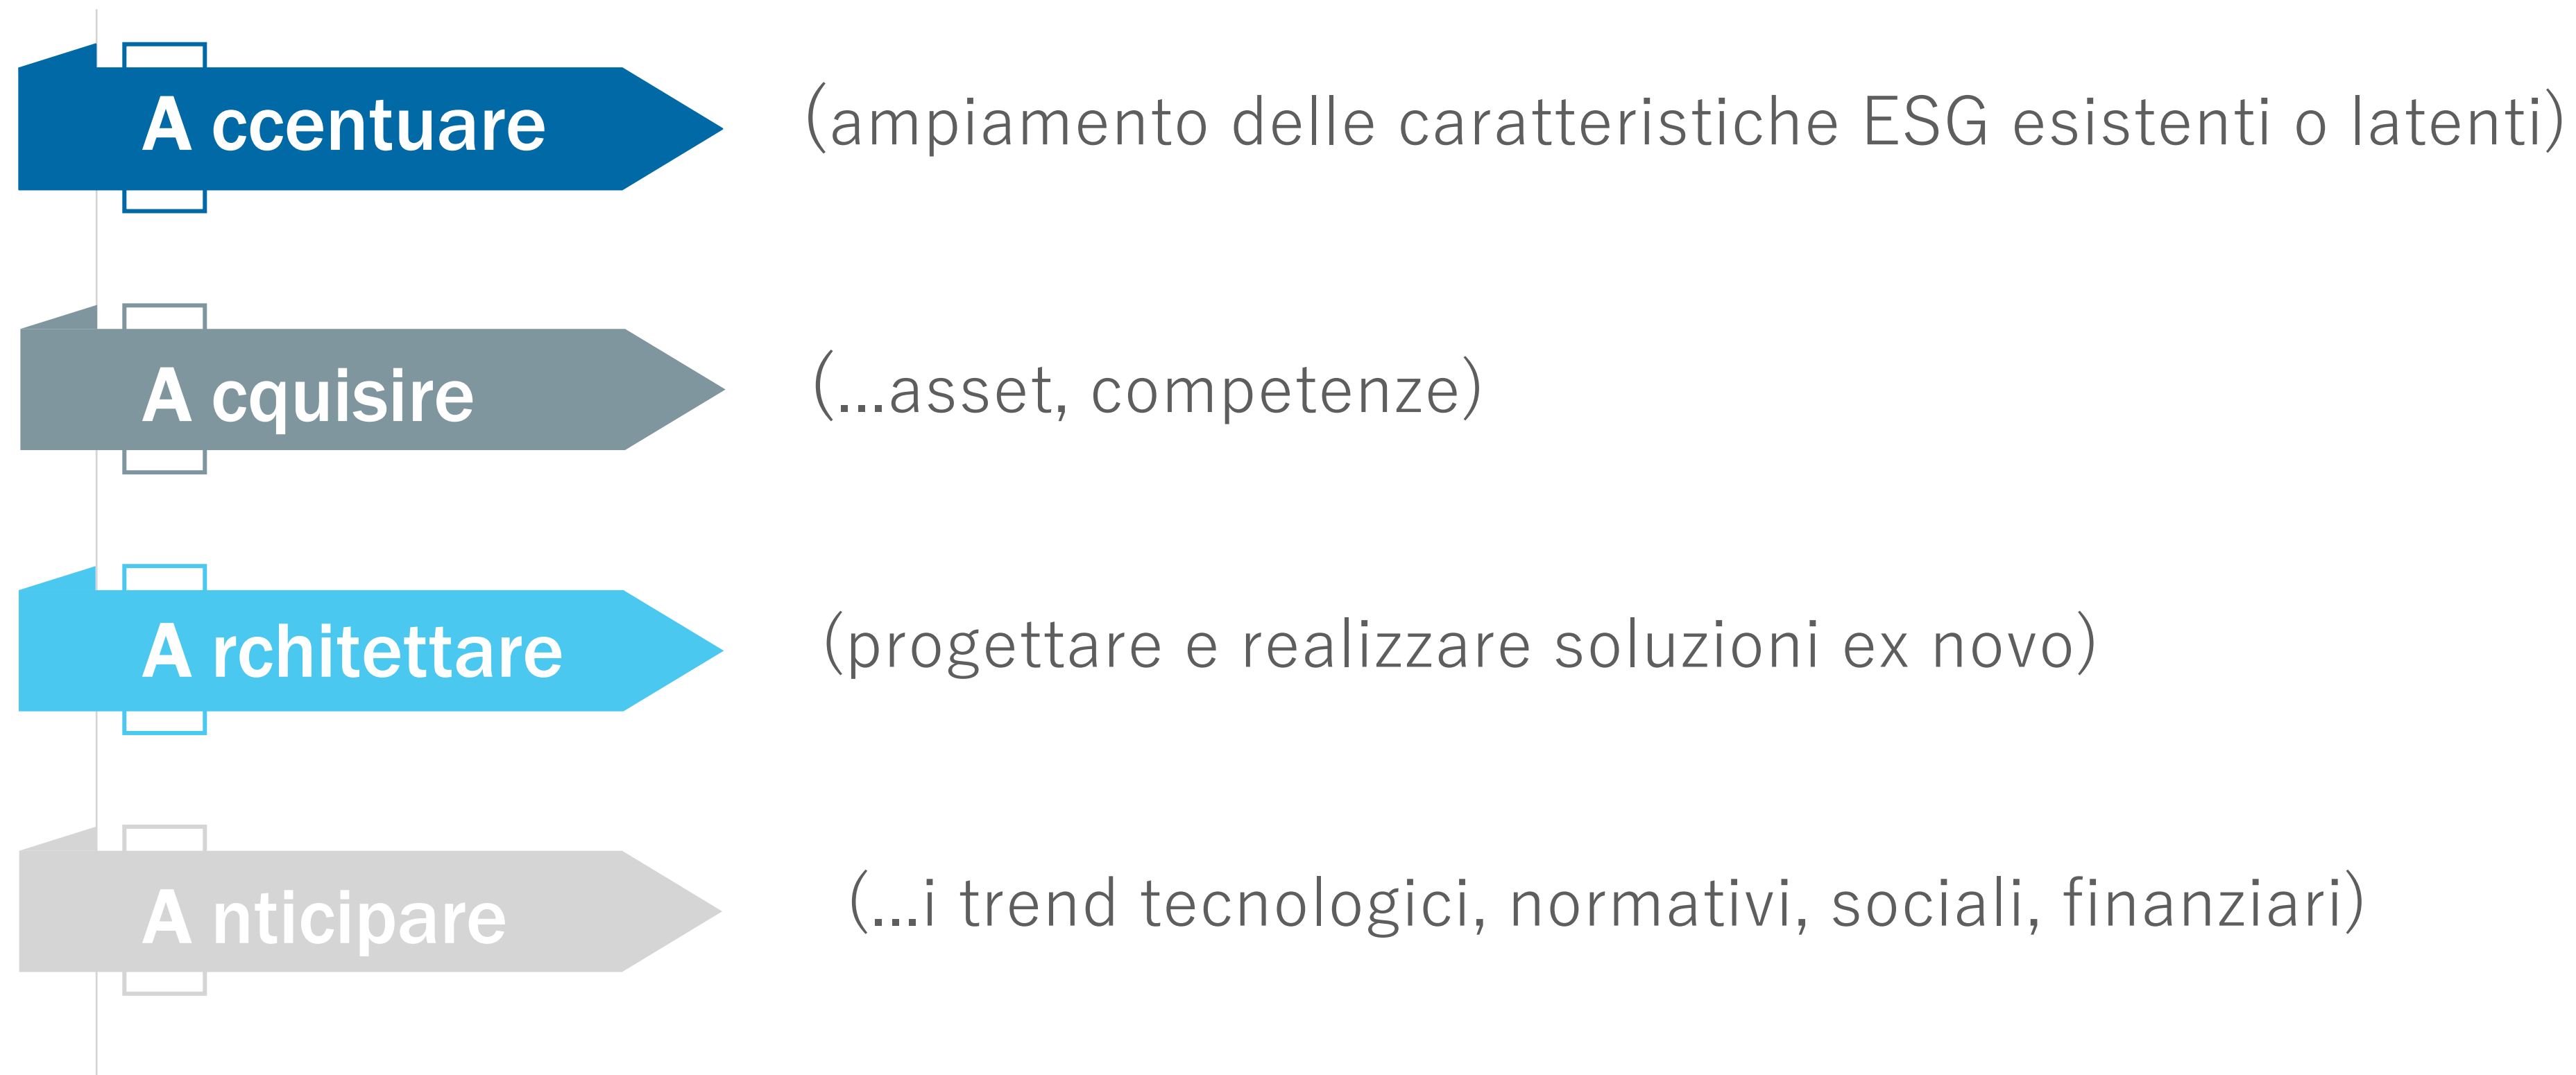 A ccentuare (ampiamento delle caratteristiche ESG esistenti o latenti)
A cquisire (...asset, competenze)
A rchitettare (progettare e realizzare soluzioni ex novo)
A nticipare (...i trend tecnologici, normativi, sociali, finanziari)